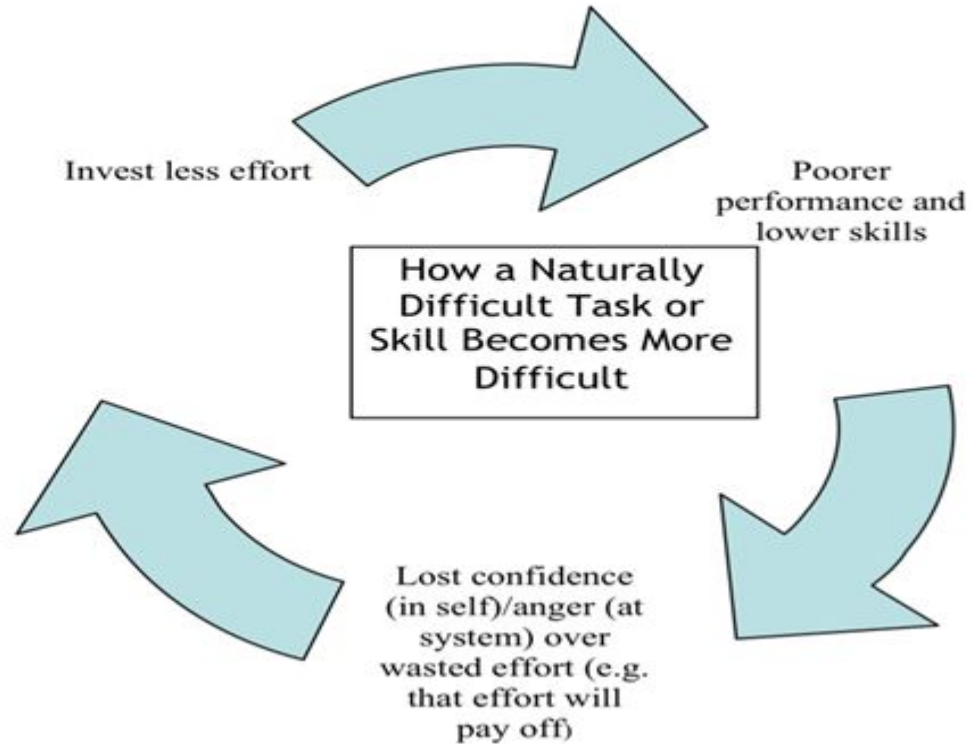 Invest less effort
Poorer
performance and
lower skills
How a Naturally
Difficult Task or
Skill Becomes More
Difficult
Lost confidence
(in self)/anger (at
system) over
wasted effort (e.g.
that effort will
pay off)